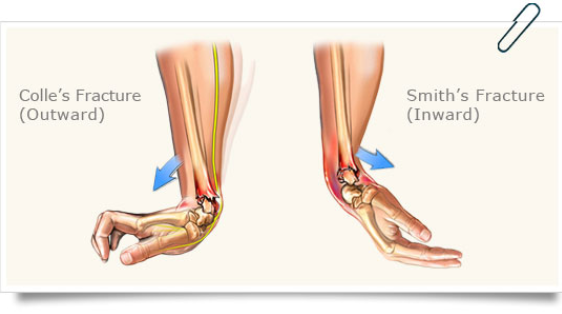 Colle's Fracture
(Outward)
Smith's Fracture
(Inward)